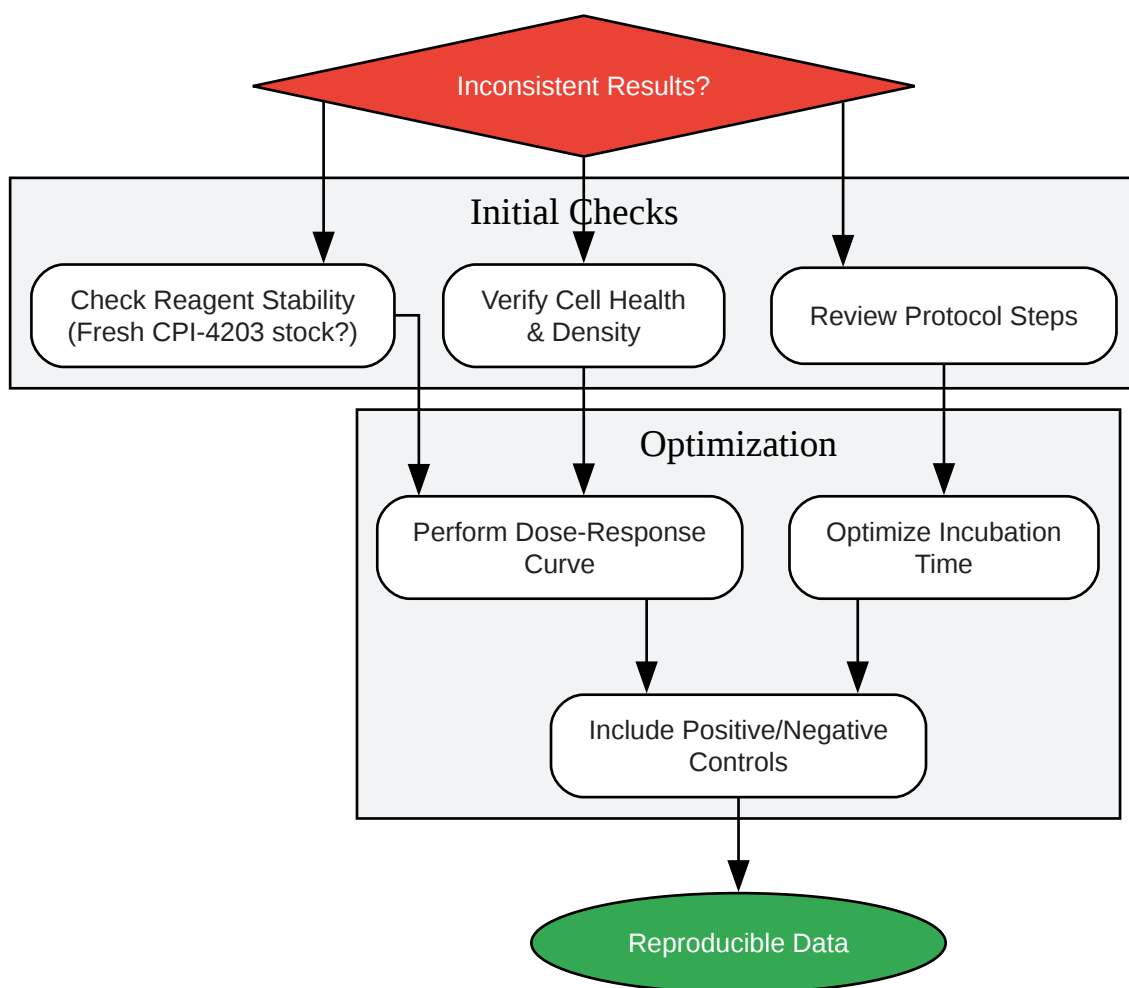 Inconsistent Results?
Initial Checks
Check Reagent Stability
(Fresh CPI-4203 stock?)
Verify Cell Health
& Density
Review Protocol Steps
Optimization
Perform Dose-Response
Curve
Optimize Incubation
Time
Include Positive/Negative
Controls
Reproducible Data